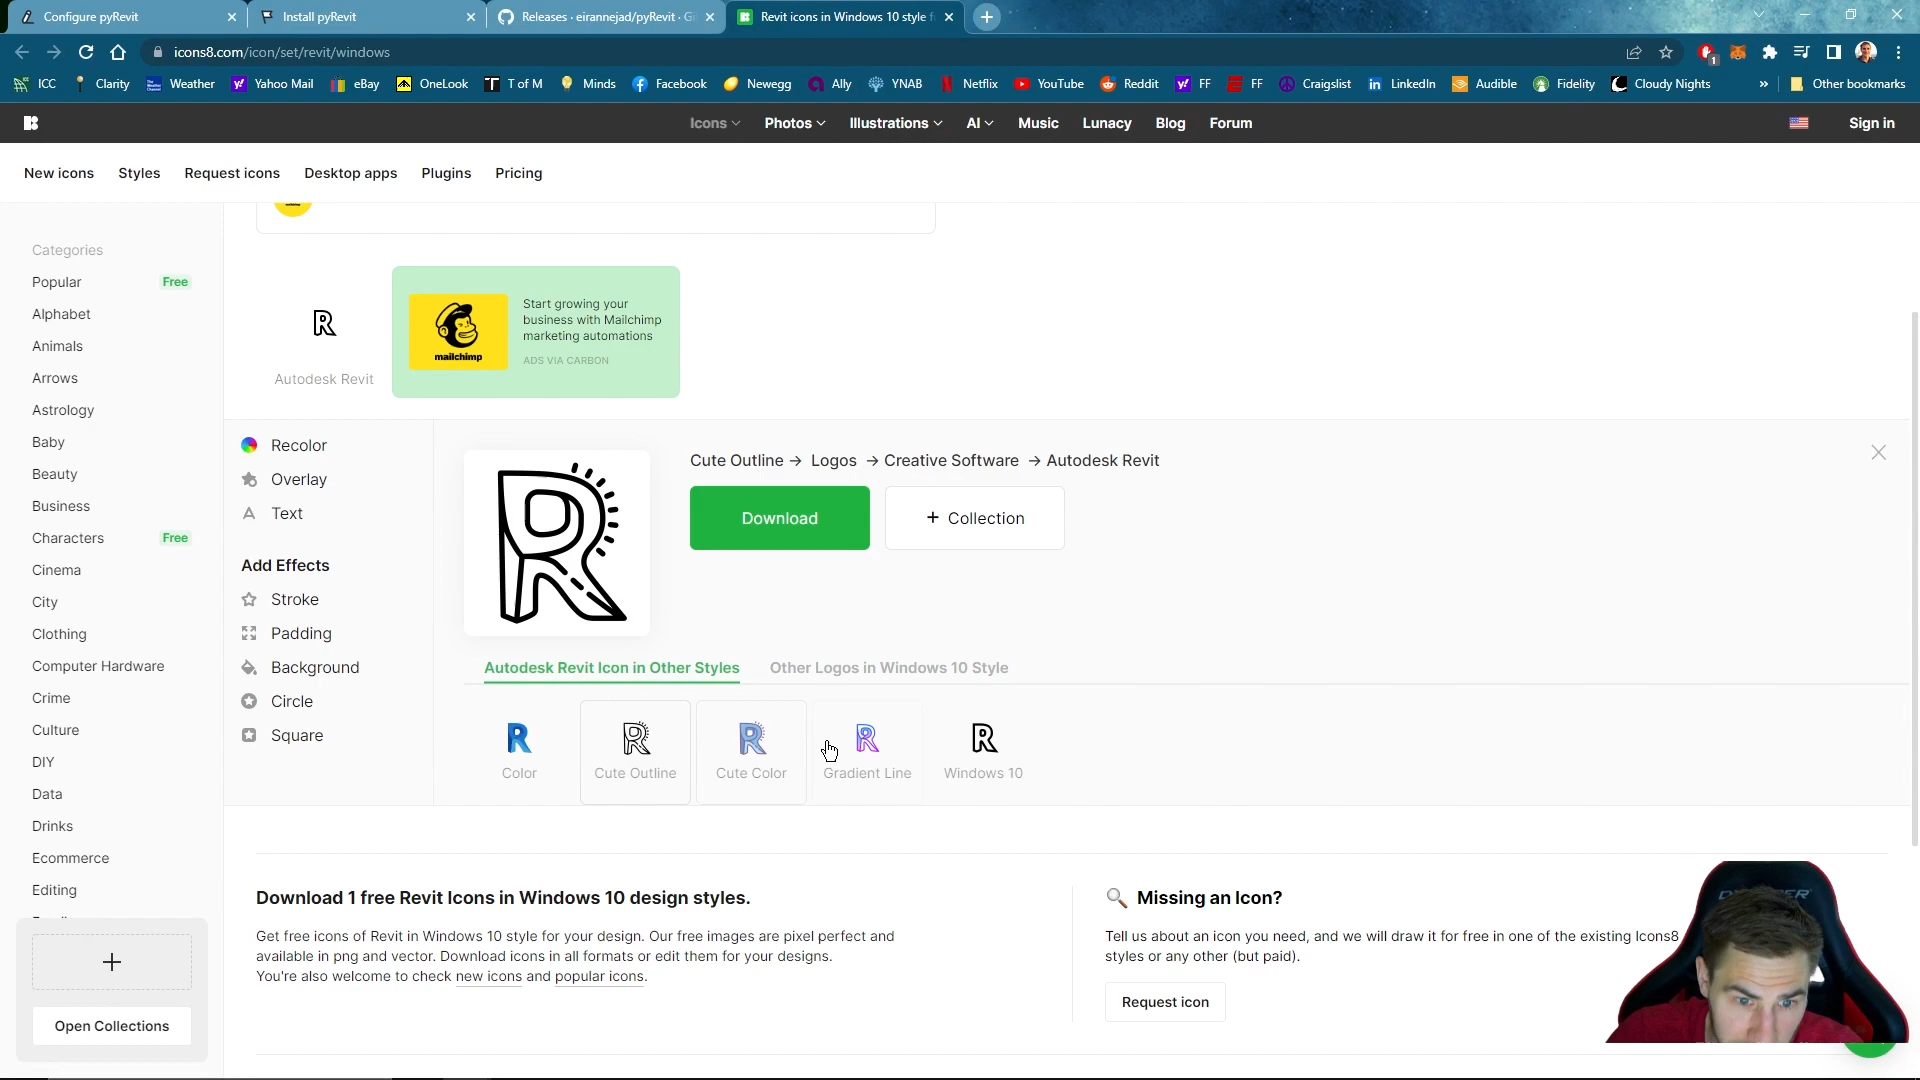 Configure pyRevit
Install pyRevit
Releases · eirannejad/pyRevit · Gi
Revit icons in Windows 10 style f
icons8.com/icon/set/revit/windows
1
ICC
Clarity
Weather
Yahoo Mail
eBay
OneLook
T of M
Minds
Facebook
Newegg
Ally
YNAB
Netflix
YouTube
Reddit
FF
FF
Craigslist
LinkedIn
Audible
Fidelity
Cloudy Nights
»
Other bookmarks
Icons
Photos
Illustrations
AI
Music
Lunacy
Blog
Forum
Sign in
New icons
Styles
Request icons
Desktop apps
Plugins
Pricing
Categories
Popular Free
Alphabet
Animals
Arrows
Astrology
Baby
Beauty
Business
Characters Free
Cinema
City
Clothing
Computer Hardware
Crime
Culture
DIY
Data
Drinks
Ecommerce
Editing
+
Open Collections
Autodesk Revit
mailchimp
Start growing your
business with Mailchimp
marketing automations
ADS VIA CARBON
Recolor
Overlay
Text
Add Effects
Stroke
Padding
Background
Circle
Square
Cute Outline → Logos → Creative Software → Autodesk Revit
Download
+ Collection
Autodesk Revit Icon in Other Styles
Other Logos in Windows 10 Style
Color
Cute Outline
Cute Color
Gradient Line
Windows 10
Download 1 free Revit Icons in Windows 10 design styles.
Get free icons of Revit in Windows 10 style for your design. Our free images are pixel perfect and
available in png and vector. Download icons in all formats or edit them for your designs.
You're also welcome to check new icons and popular icons.
Missing an Icon?
Tell us about an icon you need, and we will draw it for free in one of the existing Icons8
styles or any other (but paid).
Request icon